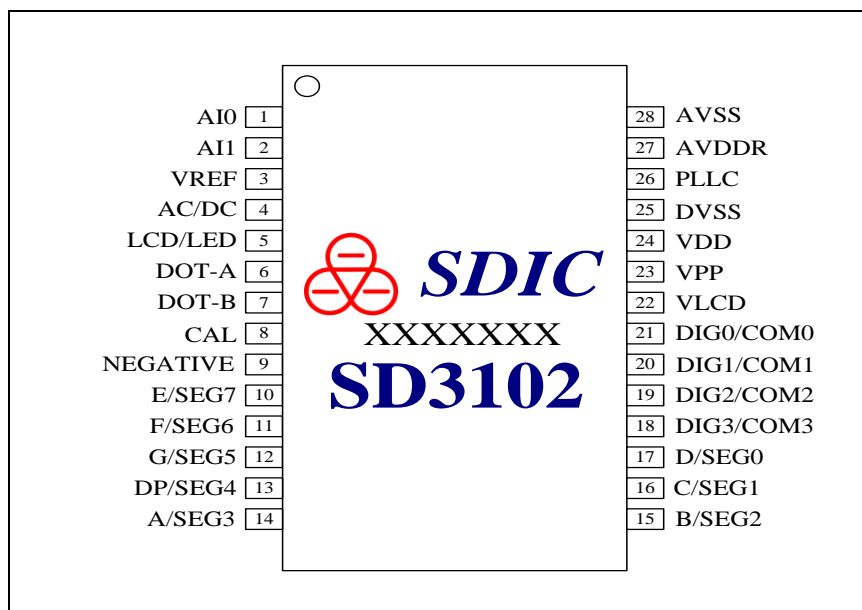 AI0 1
AI1 2
VREF 3
AC/DC 4
LCD/LED 5
DOT-A 6
DOT-B 7
CAL 8
NEGATIVE 9
E/SEG7 10
F/SEG6 11
G/SEG5 12
DP/SEG4 13
A/SEG3 14
SDIC
XXXXXXX
SD3102
28 AVSS
27 AVDDR
26 PLLC
25 DVSS
24 VDD
23 VPP
22 VLCD
21 DIG0/COM0
20 DIG1/COM1
19 DIG2/COM2
18 DIG3/COM3
17 D/SEG0
16 C/SEG1
15 B/SEG2